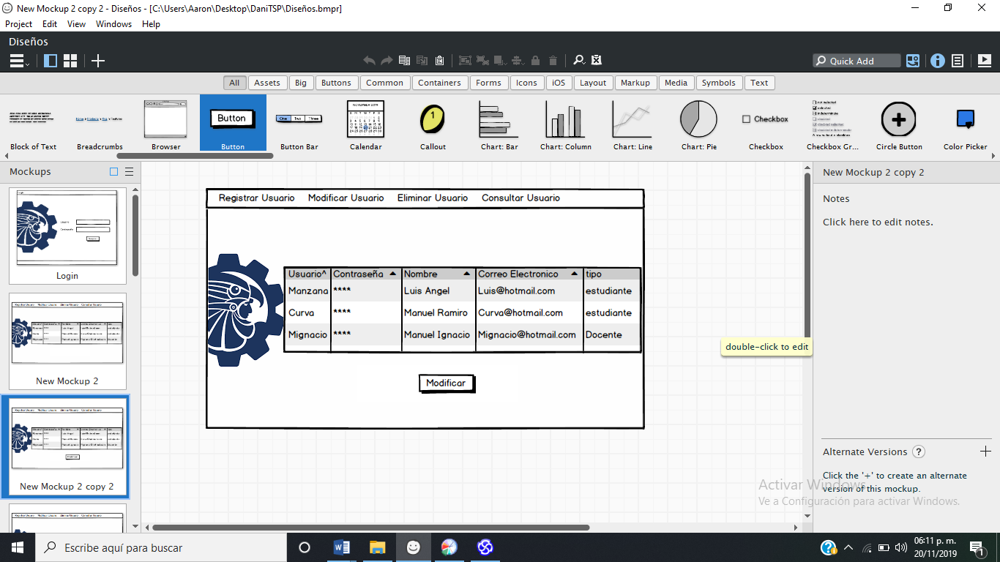 New Mockup 2 copy 2 - Diseños - [C:\Users\Aaron\Desktop\DaniTSP\Diseños.bmpr]
Project Edit View Windows Help
Diseños
Quick Add
All Assets Big Buttons Common Containers Forms Icons iOS Layout Markup Media Symbols Text
Button
One Two Three
NOVEMBER 2019
1
Checkbox
Block of Text Breadcrumbs Browser Button Button Bar Calendar Callout Chart: Bar Chart: Column Chart: Line Chart: Pie Checkbox Checkbox Gr... Circle Button Color Picker
Mockups
Login
New Mockup 2
New Mockup 2 copy 2
Registrar Usuario Modificar Usuario Eliminar Usuario Consultar Usuario
Usuario^ Contraseña Nombre Correo Electronico tipo
Manzana **** Luis Angel Luis@hotmail.com estudiante
Curva **** Manuel Ramiro Curva@hotmail.com estudiante
Mignacio **** Manuel Ignacio Mignacio@hotmail.com Docente
Modificar
double-click to edit
New Mockup 2 copy 2
Notes
Click here to edit notes.
Alternate Versions ?
Click the '+' to create an alternate
version of this mockup.
Activar Windows
Ve a Configuración para activar Windows.
Escribe aquí para buscar
06:11 p. m.
20/11/2019
1